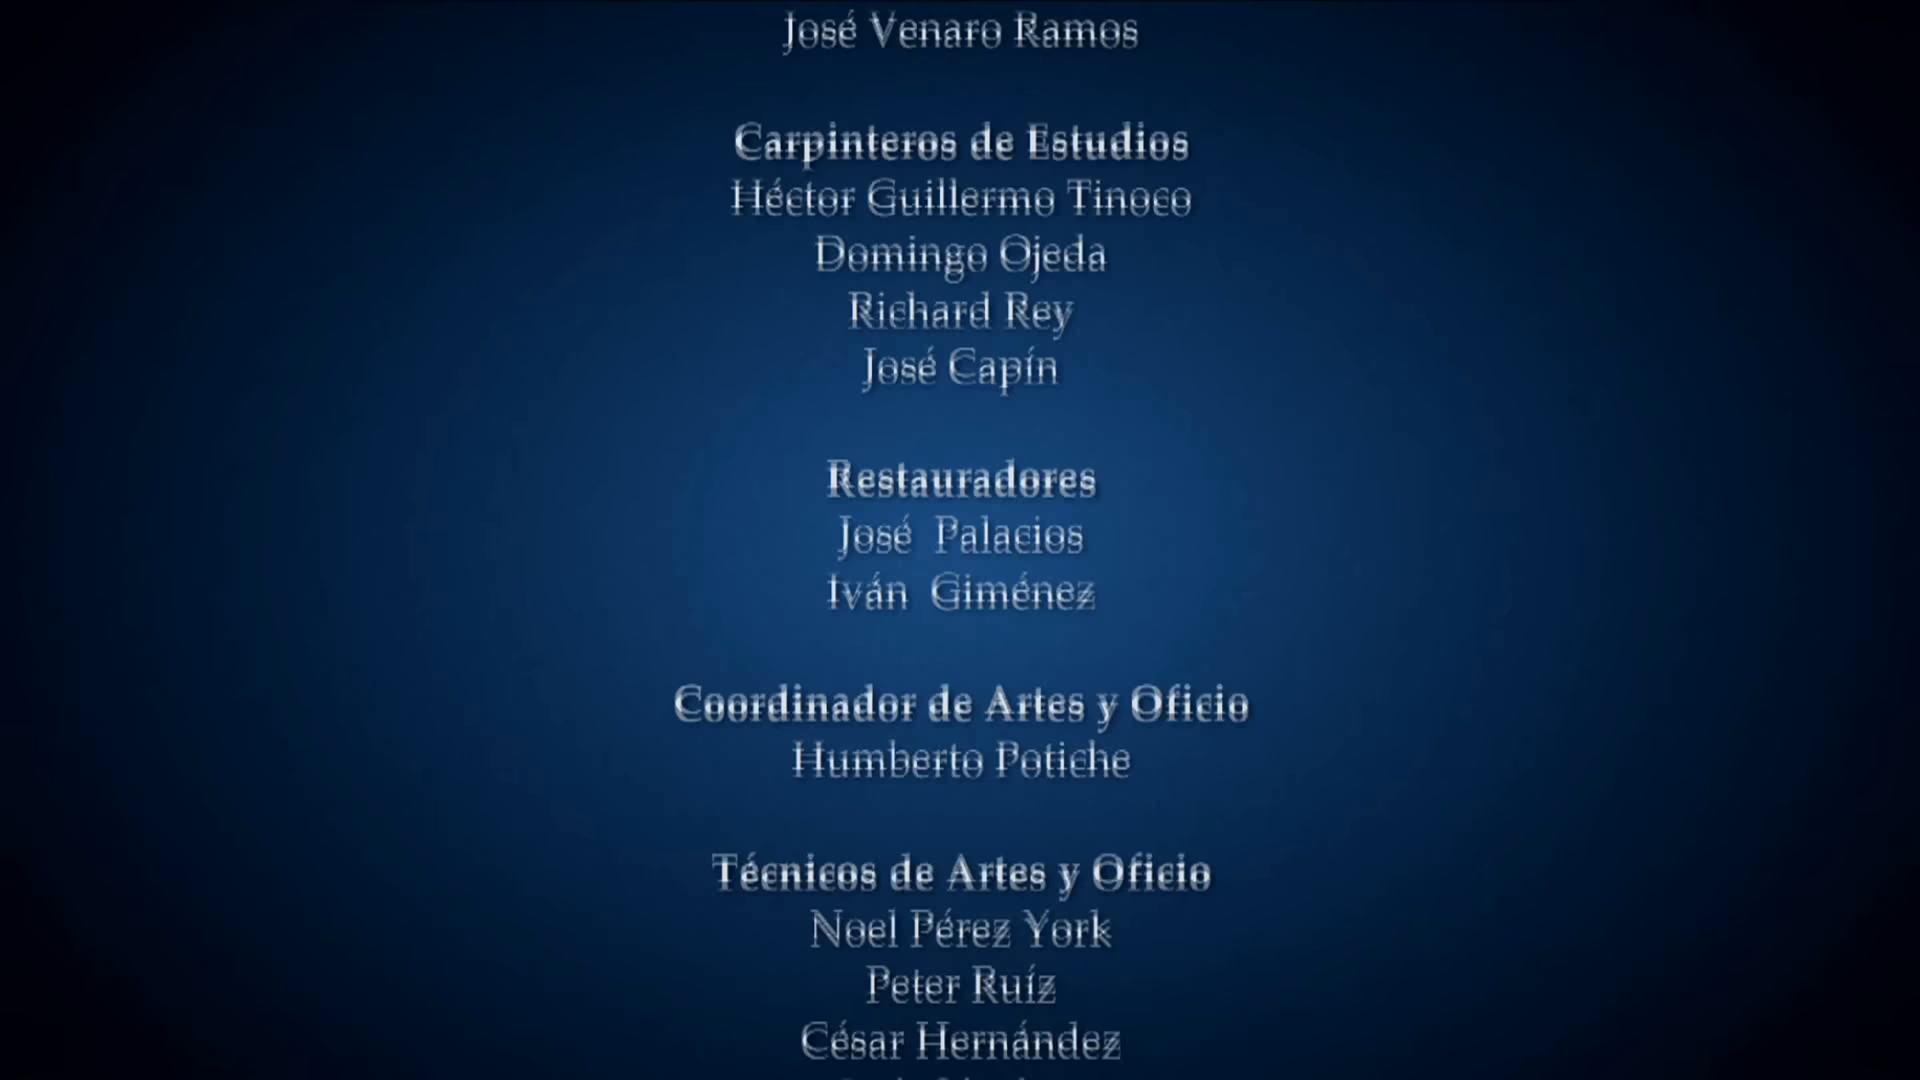 José Venaro Ramos
Carpinteros de Estudios
Héctor Guillermo Tinoco
Domingo Ojeda
Richard Rey
José Capín
Restauradores
José Palacios
Iván Giménez
Coordinador de Artes y Oficio
Humberto Potiche
Técnicos de Artes y Oficio
Noel Pérez York
Peter Ruíz
César Hernández